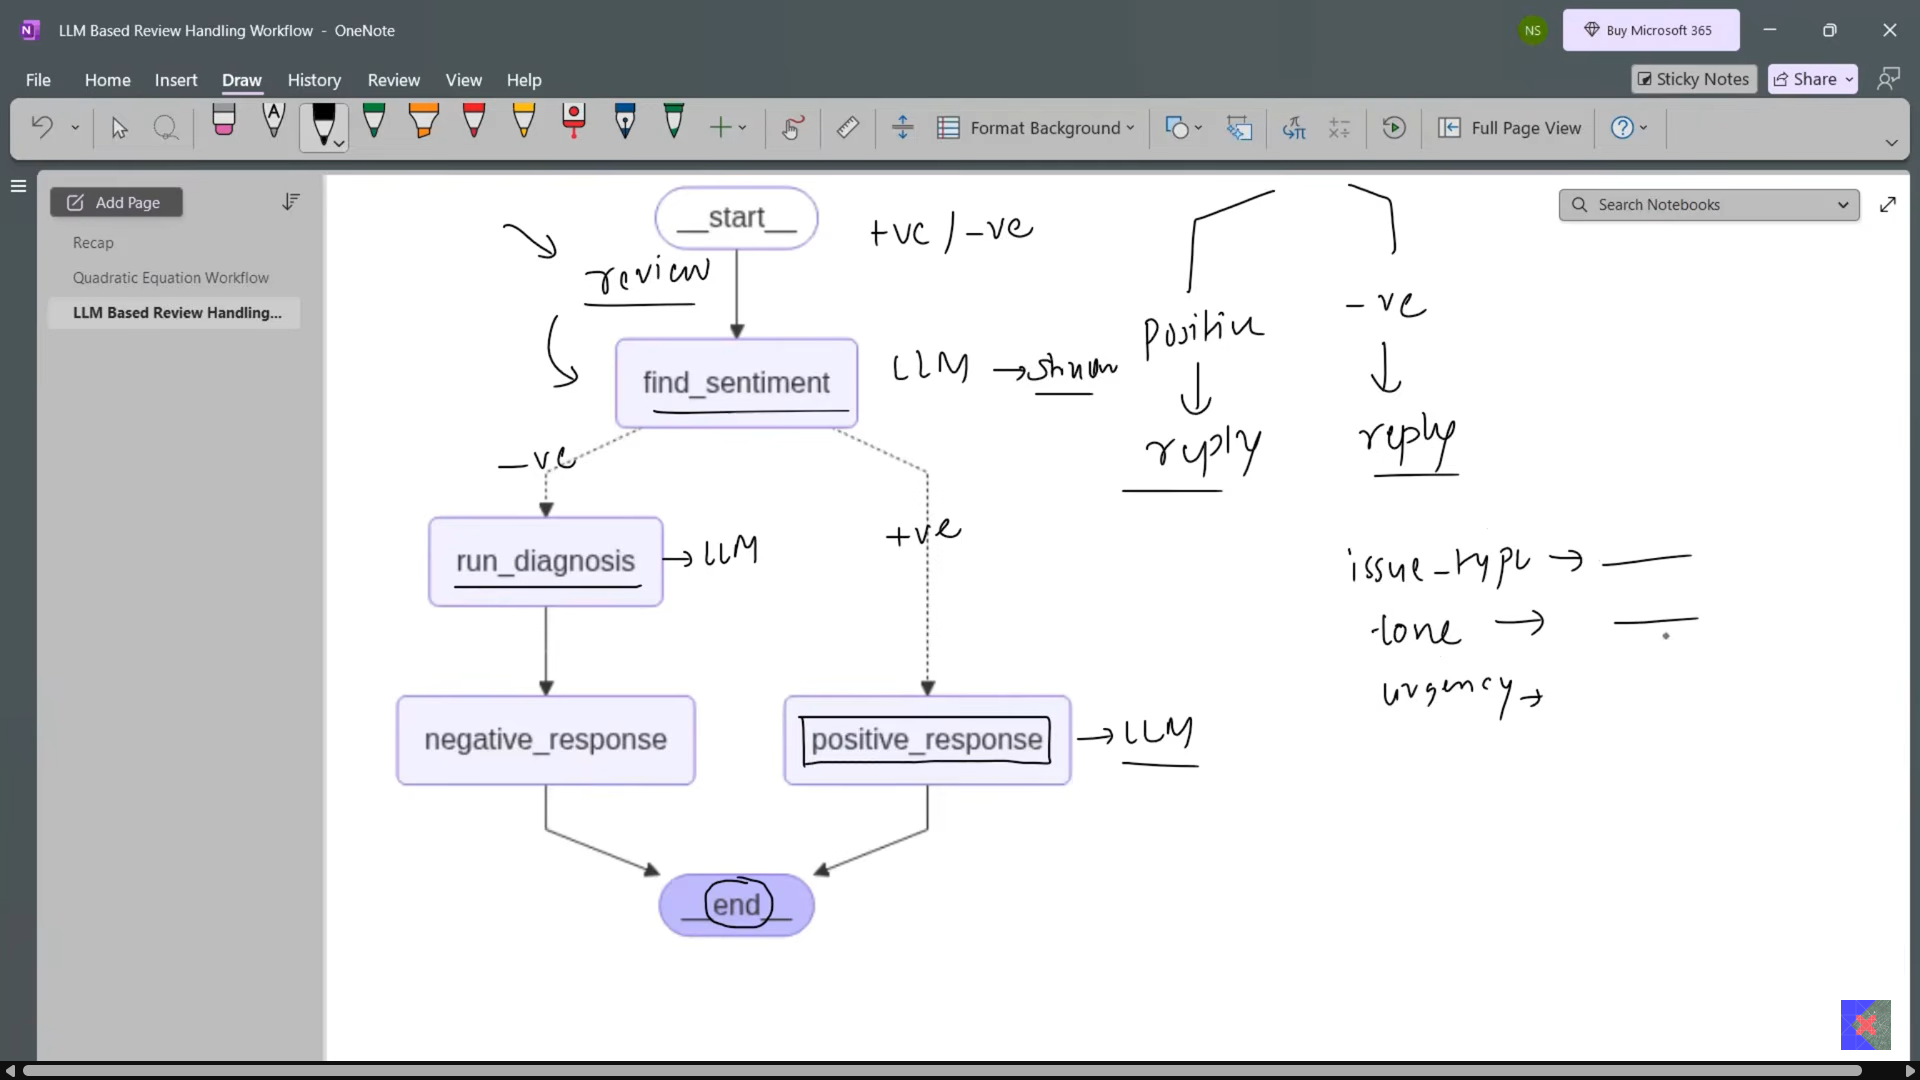 LLM Based Review Handling Workflow - OneNote
NS
Buy Microsoft 365
File Home Insert Draw History Review View Help
Sticky Notes
Share
Format Background
Full Page View
Add Page
Search Notebooks
Recap
Quadratic Equation Workflow
LLM Based Review Handling...
__start__
+ve / -ve
review
Positive
-ve
find_sentiment
LLM →
reply
reply
-ve
+ve
run_diagnosis
→ LLM
issue_type →
tone →
urgency →
negative_response
positive_response
→ LLM
__end__